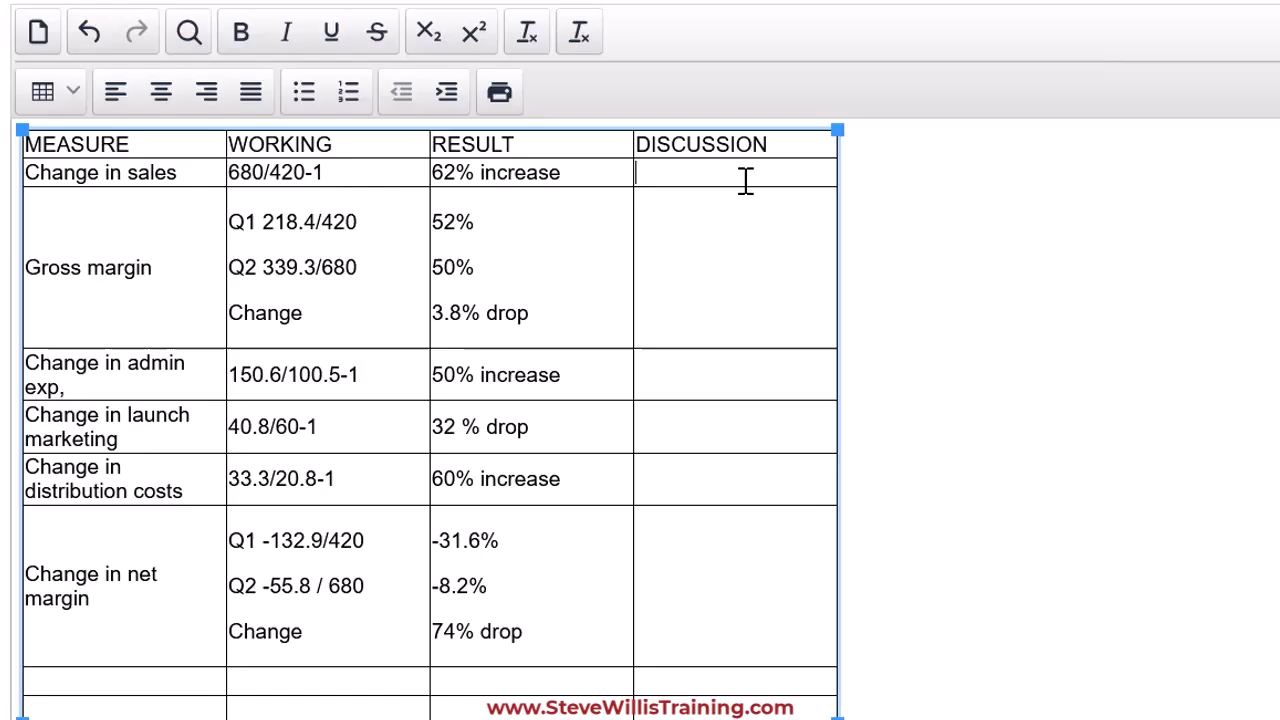 MEASURE WORKING RESULT DISCUSSION
Change in sales 680/420-1 62% increase
Gross margin
Q1 218.4/420 52%
Q2 339.3/680 50%
Change 3.8% drop
Change in admin
exp,
150.6/100.5-1 50% increase
Change in launch
marketing
40.8/60-1 32 % drop
Change in
distribution costs
33.3/20.8-1 60% increase
Change in net
margin
Q1 -132.9/420 -31.6%
Q2 -55.8 / 680 -8.2%
Change 74% drop
www.SteveWillisTraining.com